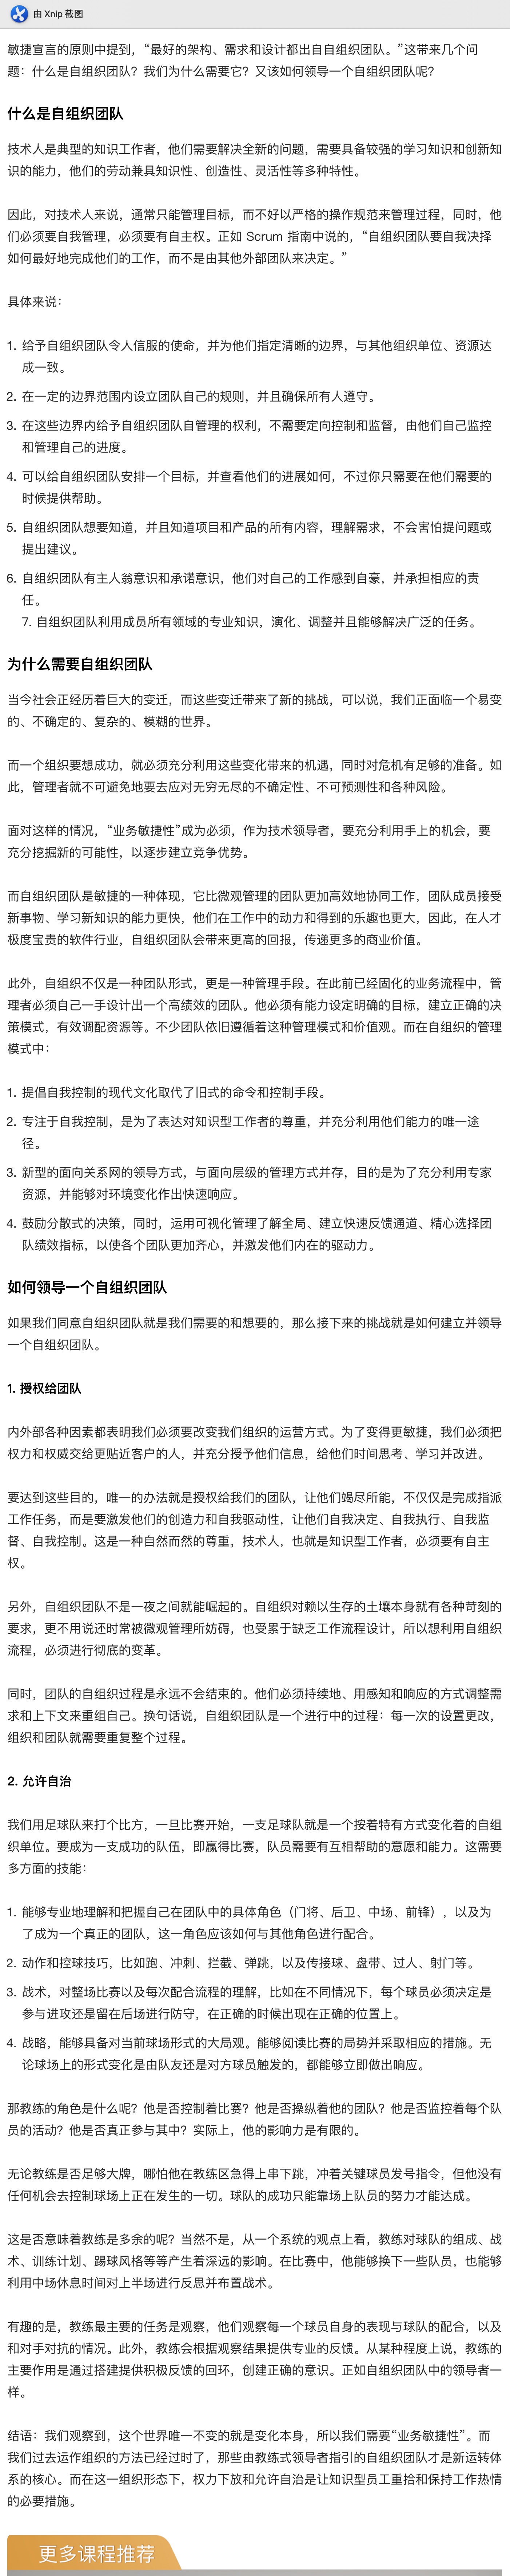 由 Xnip 截图
敏捷宣言的原则中提到，“最好的架构、需求和设计都出自自组织团队。”这带来几个问
题：什么是自组织团队？我们为什么需要它？又该如何领导一个自组织团队呢？
什么是自组织团队
技术人是典型的知识工作者，他们需要解决全新的问题，需要具备较强的学习知识和创新知
识的能力，他们的劳动兼具知识性、创造性、灵活性等多种特性。
因此，对技术人来说，通常只能管理目标，而不好以严格的操作规范来管理过程，同时，他
们必须要自我管理，必须要有自主权。正如 Scrum 指南中说的，“自组织团队要自我决择
如何最好地完成他们的工作，而不是由其他外部团队来决定。”
具体来说：
1. 给予自组织团队令人信服的使命，并为他们指定清晰的边界，与其他组织单位、资源达
成一致。
2. 在一定的边界范围内设立团队自己的规则，并且确保所有人遵守。
3. 在这些边界内给予自组织团队自管理的权利，不需要定向控制和监督，由他们自己监控
和管理自己的进度。
4. 可以给自组织团队安排一个目标，并查看他们的进展如何，不过你只需要在他们需要的
时候提供帮助。
5. 自组织团队想要知道，并且知道项目和产品的所有内容，理解需求，不会害怕提问题或
提出建议。
6. 自组织团队有主人翁意识和承诺意识，他们对自己的工作感到自豪，并承担相应的责
任。
7. 自组织团队利用成员所有领域的专业知识，演化、调整并且能够解决广泛的任务。
为什么需要自组织团队
当今社会正经历着巨大的变迁，而这些变迁带来了新的挑战，可以说，我们正面临一个易变
的、不确定的、复杂的、模糊的世界。
而一个组织要想成功，就必须充分利用这些变化带来的机遇，同时对危机有足够的准备。如
此，管理者就不可避免地要去应对无穷无尽的不确定性、不可预测性和各种风险。
面对这样的情况，“业务敏捷性”成为必须，作为技术领导者，要充分利用手上的机会，要
充分挖掘新的可能性，以逐步建立竞争优势。
而自组织团队是敏捷的一种体现，它比微观管理的团队更加高效地协同工作，团队成员接受
新事物、学习新知识的能力更快，他们在工作中的动力和得到的乐趣也更大，因此，在人才
极度宝贵的软件行业，自组织团队会带来更高的回报，传递更多的商业价值。
此外，自组织不仅是一种团队形式，更是一种管理手段。在此前已经固化的业务流程中，管
理者必须自己一手设计出一个高绩效的团队。他必须有能力设定明确的目标，建立正确的决
策模式，有效调配资源等。不少团队依旧遵循着这种管理模式和价值观。而在自组织的管理
模式中：
1. 提倡自我控制的现代文化取代了旧式的命令和控制手段。
2. 专注于自我控制，是为了表达对知识型工作者的尊重，并充分利用他们能力的唯一途
径。
3. 新型的面向关系网的领导方式，与面向层级的管理方式并存，目的是为了充分利用专家
资源，并能够对环境变化作出快速响应。
4. 鼓励分散式的决策，同时，运用可视化管理了解全局、建立快速反馈通道、精心选择团
队绩效指标，以使各个团队更加齐心，并激发他们内在的驱动力。
如何领导一个自组织团队
如果我们同意自组织团队就是我们需要的和想要的，那么接下来的挑战就是如何建立并领导
一个自组织团队。
1. 授权给团队
内外部各种因素都表明我们必须要改变我们组织的运营方式。为了变得更敏捷，我们必须把
权力和权威交给更贴近客户的人，并充分授予他们信息，给他们时间思考、学习并改进。
要达到这些目的，唯一的办法就是授权给我们的团队，让他们竭尽所能，不仅仅是完成指派
工作任务，而是要激发他们的创造力和自我驱动性，让他们自我决定、自我执行、自我监
督、自我控制。这是一种自然而然的尊重，技术人，也就是知识型工作者，必须要有自主
权。
另外，自组织团队不是一夜之间就能崛起的。自组织对赖以生存的土壤本身就有各种苛刻的
要求，更不用说还时常被微观管理所妨碍，也受累于缺乏工作流程设计，所以想利用自组织
流程，必须进行彻底的变革。
同时，团队的自组织过程是永远不会结束的。他们必须持续地、用感知和响应的方式调整需
求和上下文来重组自己。换句话说，自组织团队是一个进行中的过程：每一次的设置更改，
组织和团队就需要重复整个过程。
2. 允许自治
我们用足球队来打个比方，一旦比赛开始，一支足球队就是一个按着特有方式变化着的自组
织单位。要成为一支成功的队伍，即赢得比赛，队员需要有互相帮助的意愿和能力。这需要
多方面的技能：
1. 能够专业地理解和把握自己在团队中的具体角色（门将、后卫、中场、前锋），以及为
了成为一个真正的团队，这一角色应该如何与其他角色进行配合。
2. 动作和控球技巧，比如跑、冲刺、拦截、弹跳，以及传接球、盘带、过人、射门等。
3. 战术，对整场比赛以及每次配合流程的理解，比如在不同情况下，每个球员必须决定是
参与进攻还是留在后场进行防守，在正确的时候出现在正确的位置上。
4. 战略，能够具备对当前球场形式的大局观。能够阅读比赛的局势并采取相应的措施。无
论球场上的形式变化是由队友还是对方球员触发的，都能够立即做出响应。
那教练的角色是什么呢？他是否控制着比赛？他是否操纵着他的团队？他是否监控着每个队
员的活动？他是否真正参与其中？实际上，他的影响力是有限的。
无论教练是否足够大牌，哪怕他在教练区急得上串下跳，冲着关键球员发号指令，但他没有
任何机会去控制球场上正在发生的一切。球队的成功只能靠场上队员的努力才能达成。
这是否意味着教练是多余的呢？当然不是，从一个系统的观点上看，教练对球队的组成、战
术、训练计划、踢球风格等等产生着深远的影响。在比赛中，他能够换下一些队员，也能够
利用中场休息时间对上半场进行反思并布置战术。
有趣的是，教练最主要的任务是观察，他们观察每一个球员自身的表现与球队的配合，以及
和对手对抗的情况。此外，教练会根据观察结果提供专业的反馈。从某种程度上说，教练的
主要作用是通过搭建提供积极反馈的回环，创建正确的意识。正如自组织团队中的领导者一
样。
结语：我们观察到，这个世界唯一不变的就是变化本身，所以我们需要“业务敏捷性”。而
我们过去运作组织的方法已经过时了，那些由教练式领导者指引的自组织团队才是新运转体
系的核心。而在这一组织形态下，权力下放和允许自治是让知识型员工重拾和保持工作热情
的必要措施。
更多课程推荐